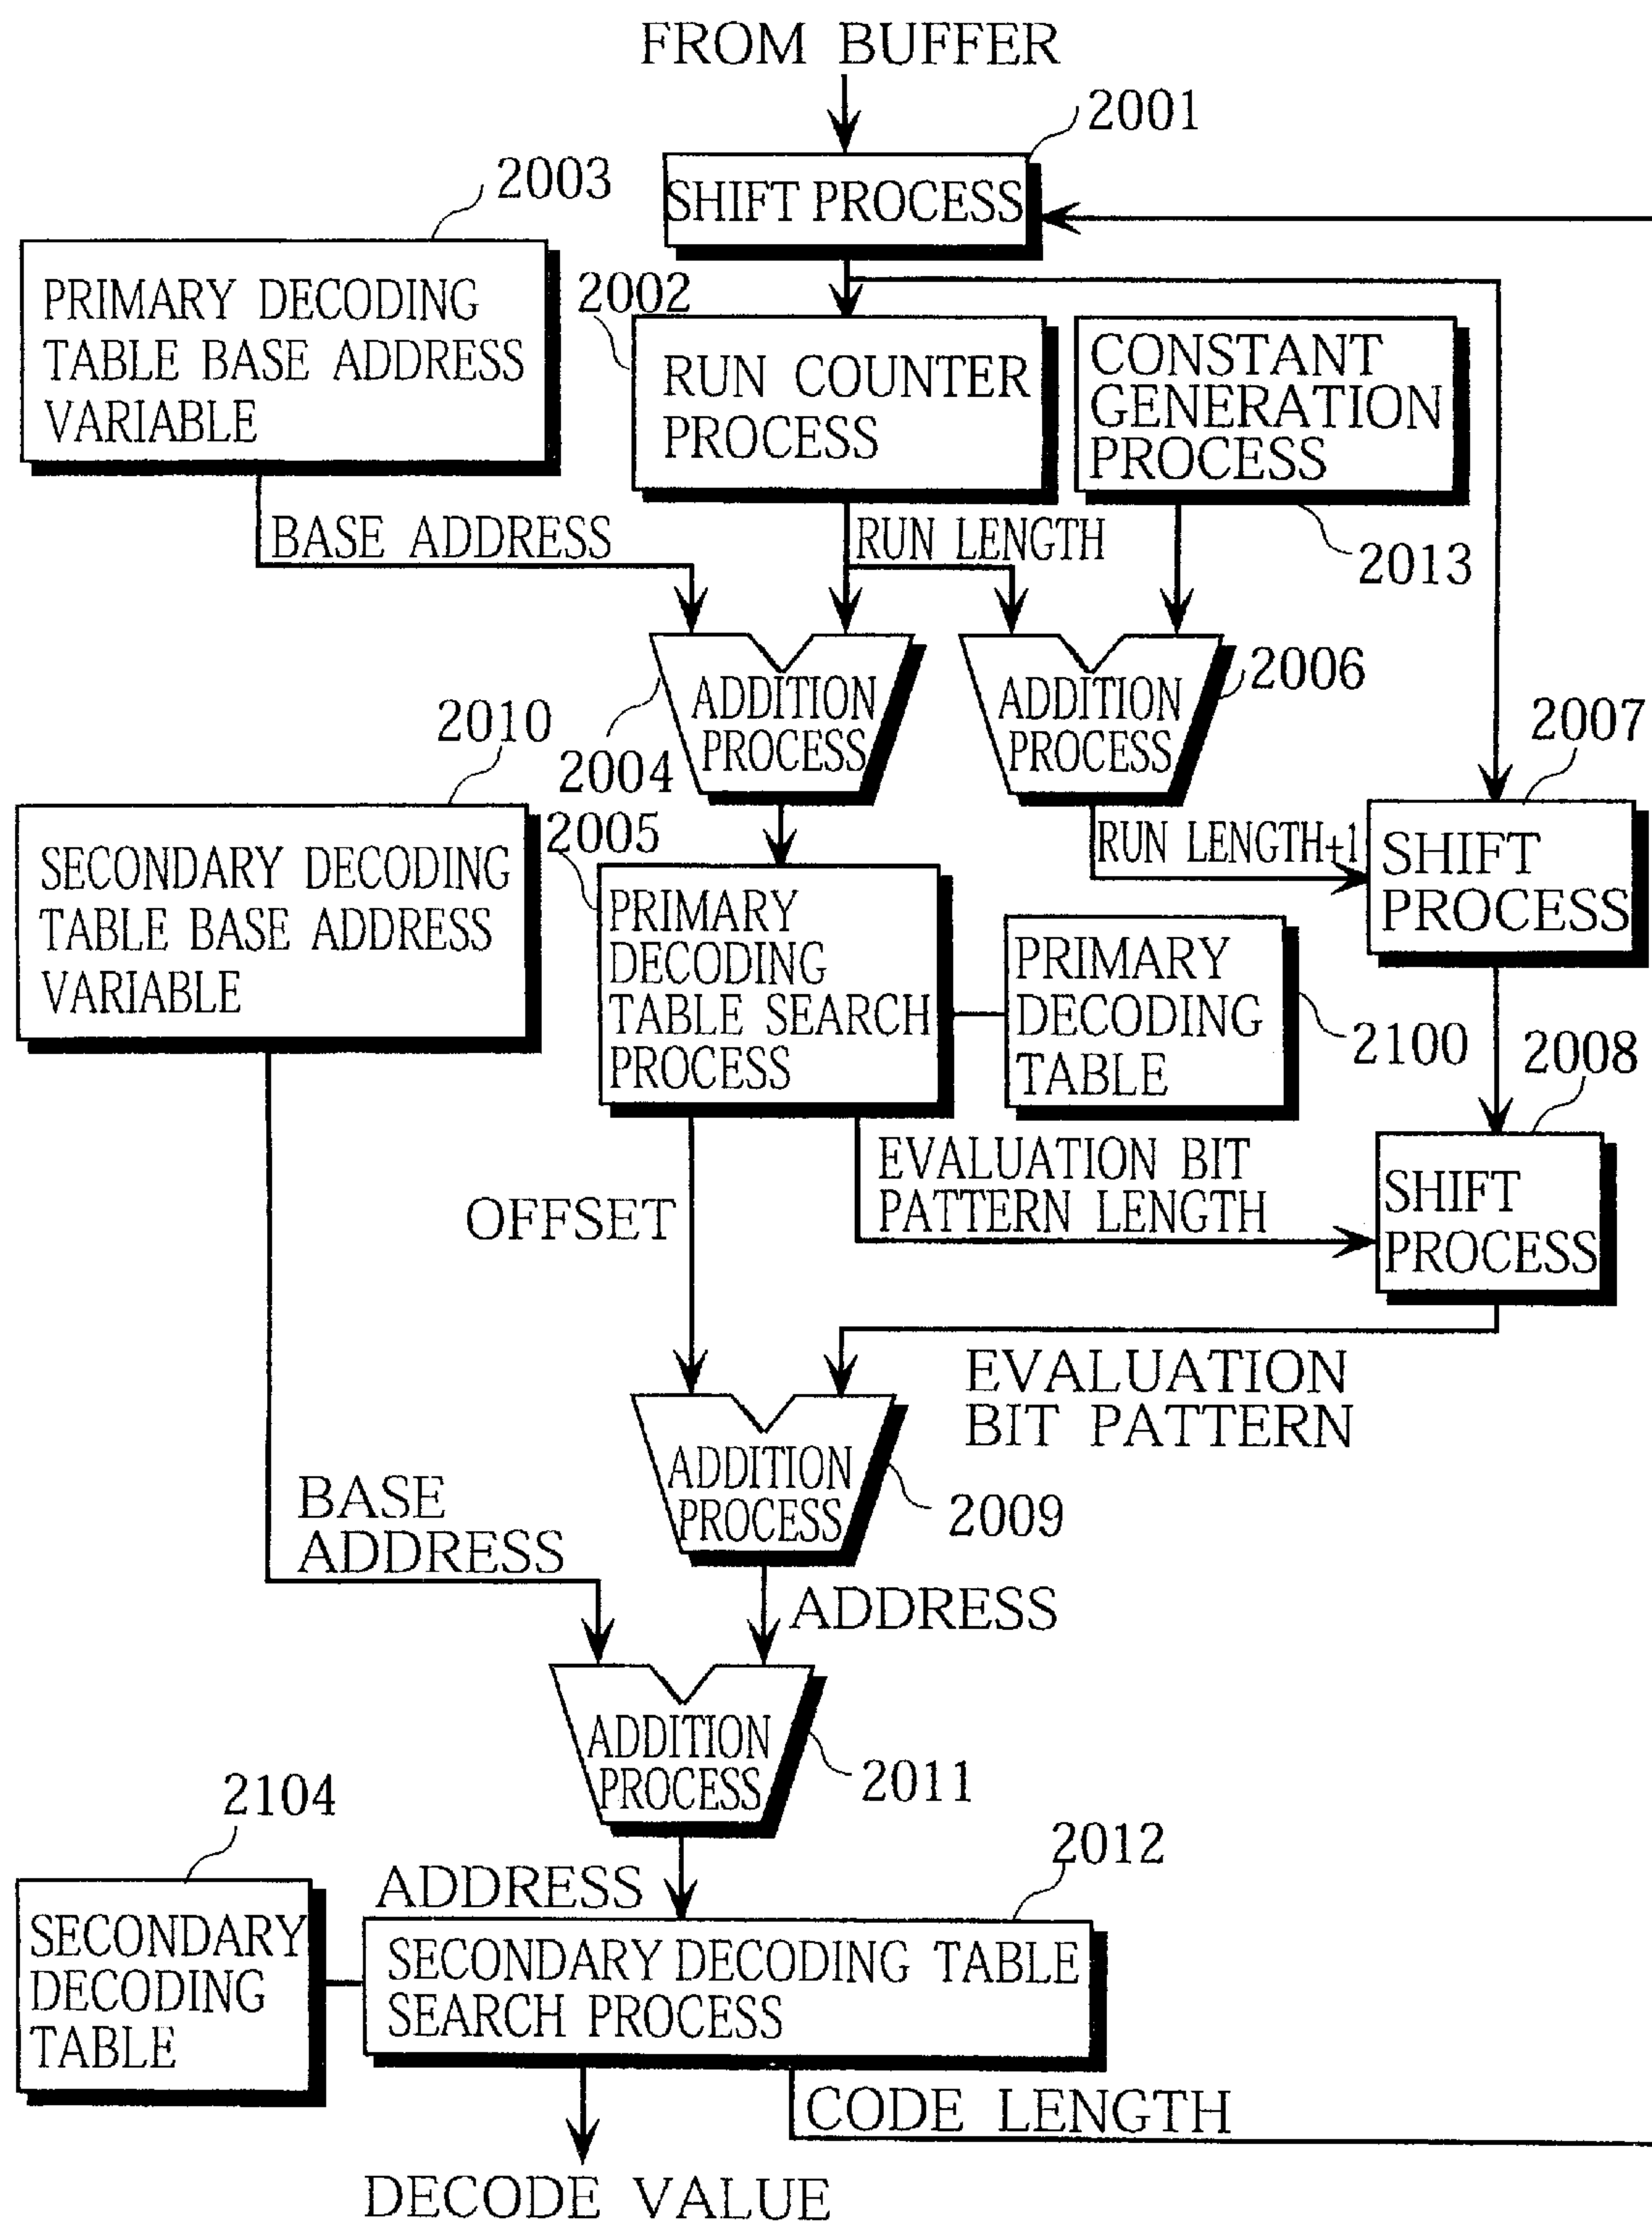 FROM BUFFER
2001
SHIFT PROCESS
2003
PRIMARY DECODING
TABLE BASE ADDRESS
VARIABLE
2002
RUN COUNTER
PROCESS
CONSTANT
GENERATION
PROCESS
2013
BASE ADDRESS
RUN LENGTH
ADDITION
PROCESS
2004
ADDITION
PROCESS
2006
2007
SHIFT
PROCESS
RUN LENGTH+1
2010
SECONDARY DECODING
TABLE BASE ADDRESS
VARIABLE
2005
PRIMARY
DECODING
TABLE SEARCH
PROCESS
PRIMARY
DECODING
TABLE
2100
2008
SHIFT
PROCESS
OFFSET
EVALUATION BIT
PATTERN LENGTH
EVALUATION
BIT PATTERN
ADDITION
PROCESS
2009
BASE
ADDRESS
ADDRESS
ADDITION
PROCESS
2011
2104
SECONDARY
DECODING
TABLE
ADDRESS
2012
SECONDARY DECODING TABLE
SEARCH PROCESS
CODE LENGTH
DECODE VALUE